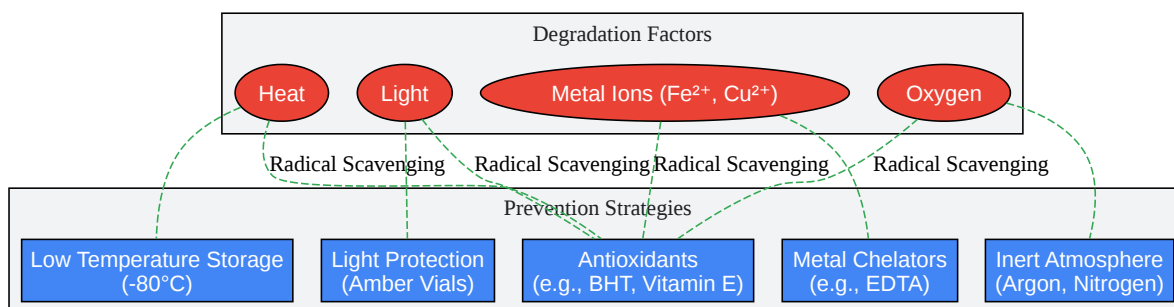 Degradation Factors
Heat
Light
Metal Ions (Fe²⁺, Cu²⁺)
Oxygen
Radical Scavenging
Radical Scavenging
Radical Scavenging
Radical Scavenging
Prevention Strategies
Low Temperature Storage
(-80°C)
Light Protection
(Amber Vials)
Antioxidants
(e.g., BHT, Vitamin E)
Metal Chelators
(e.g., EDTA)
Inert Atmosphere
(Argon, Nitrogen)